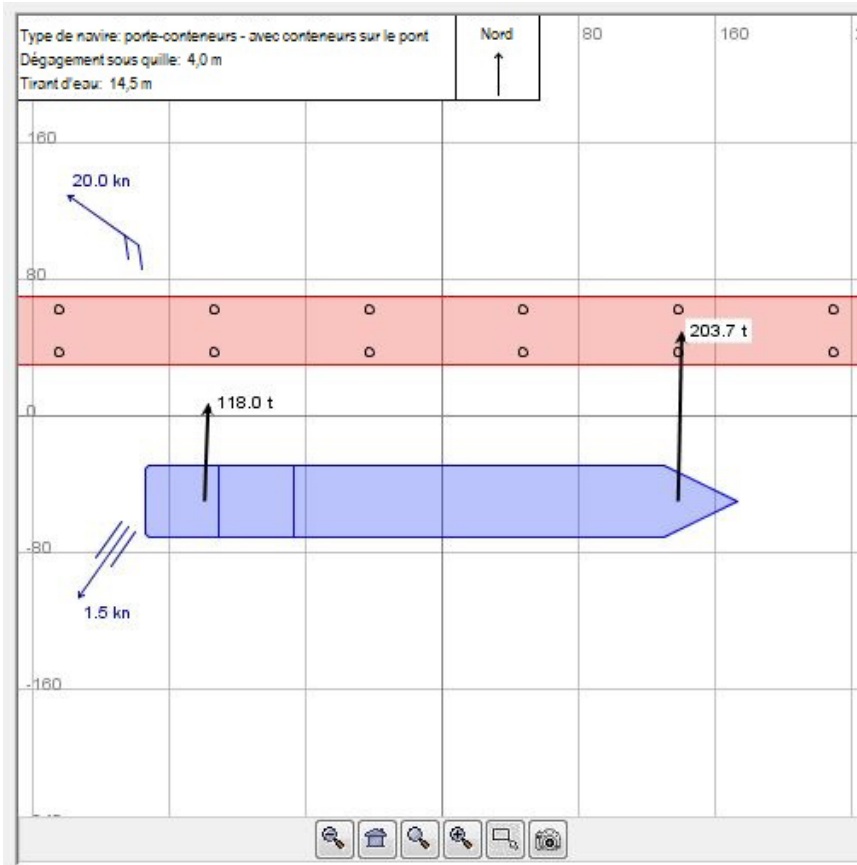 Type de navire: porte-conteneurs - avec conteneurs sur le pont
Dégagement sous quille: 4,0 m
Tirant d'eau: 14,5 m
Nord
80
160
160
20.0 kn
80
203.7 t
118.0 t
0
-80
1.5 kn
-160